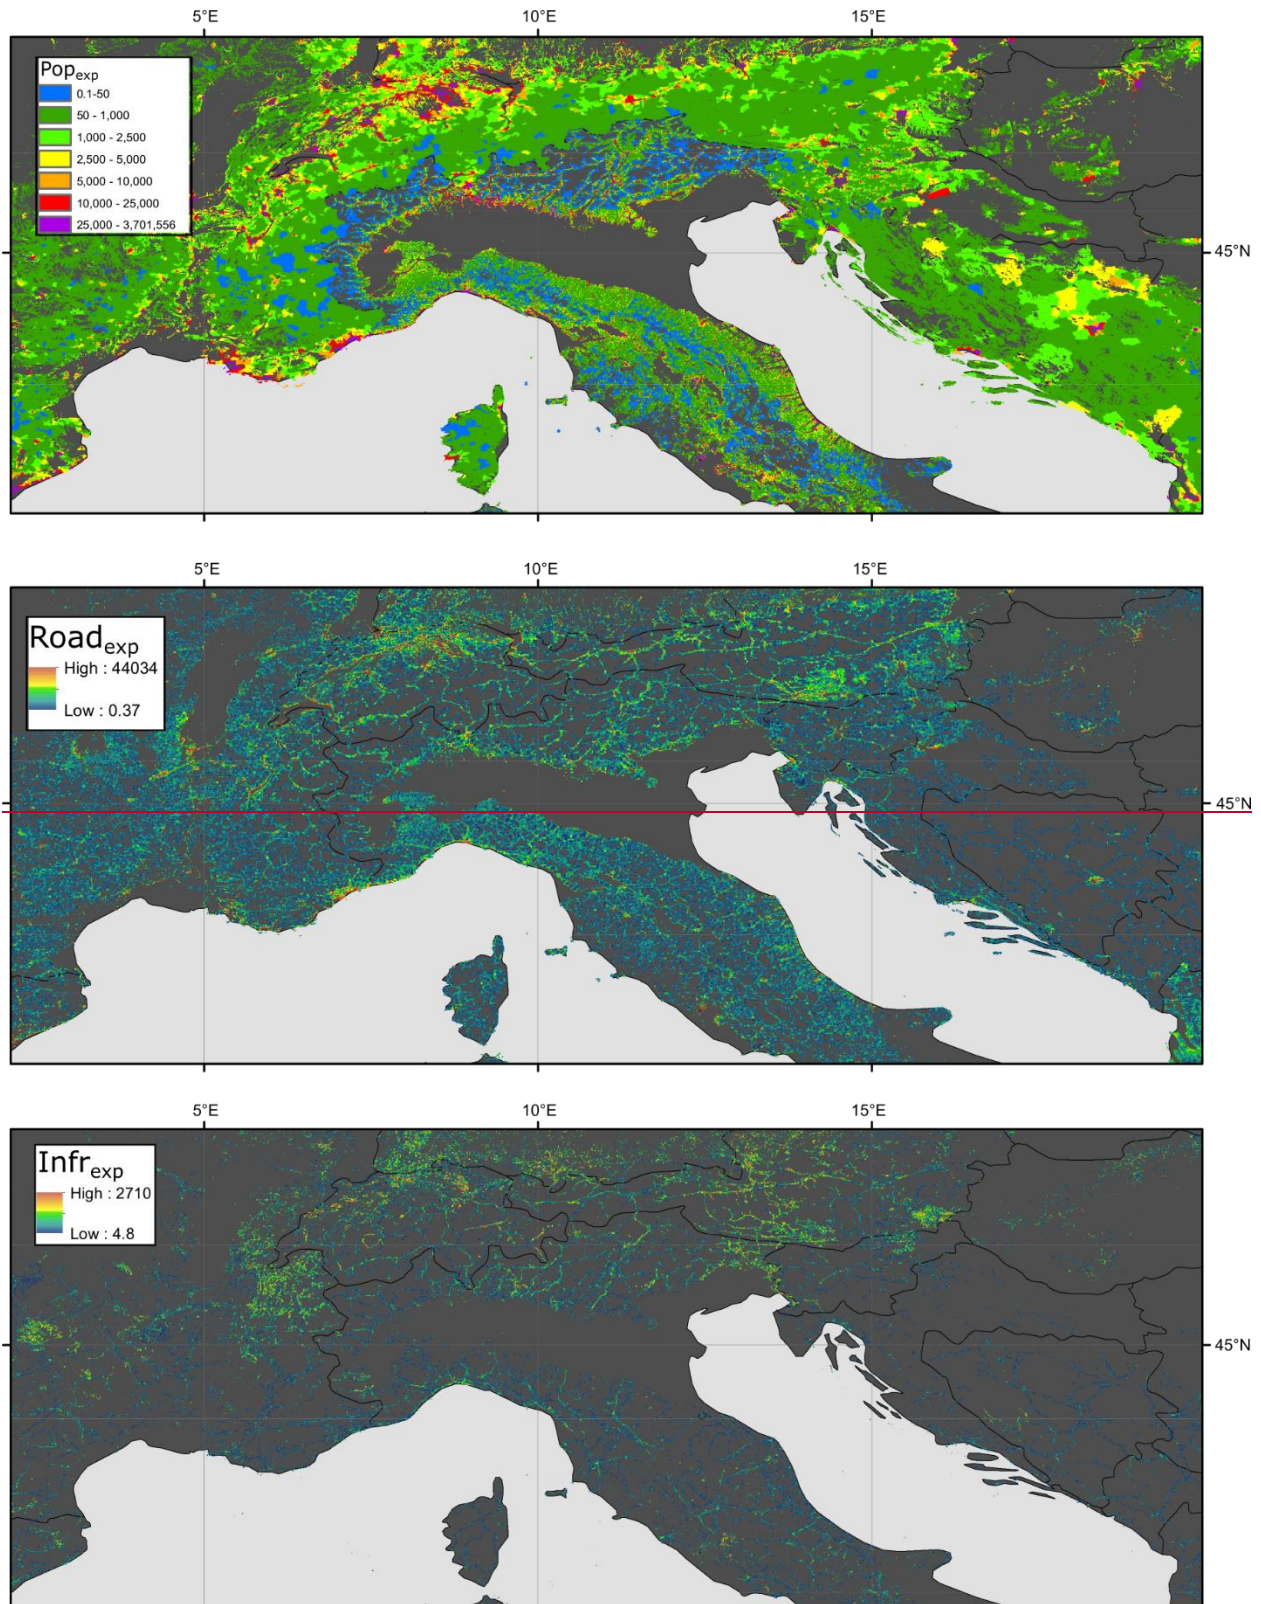 5°E 10°E 15°E
Pop exp
0.1-50
50 - 1,000
1,000 - 2,500
2,500 - 5,000
5,000 - 10,000
10,000 - 25,000
25,000 - 3,701,556
45°N
5°E 10°E 15°E
Road exp
High : 44034
Low : 0.37
45°N
5°E 10°E 15°E
Infr exp
High : 2710
Low : 4.8
45°N